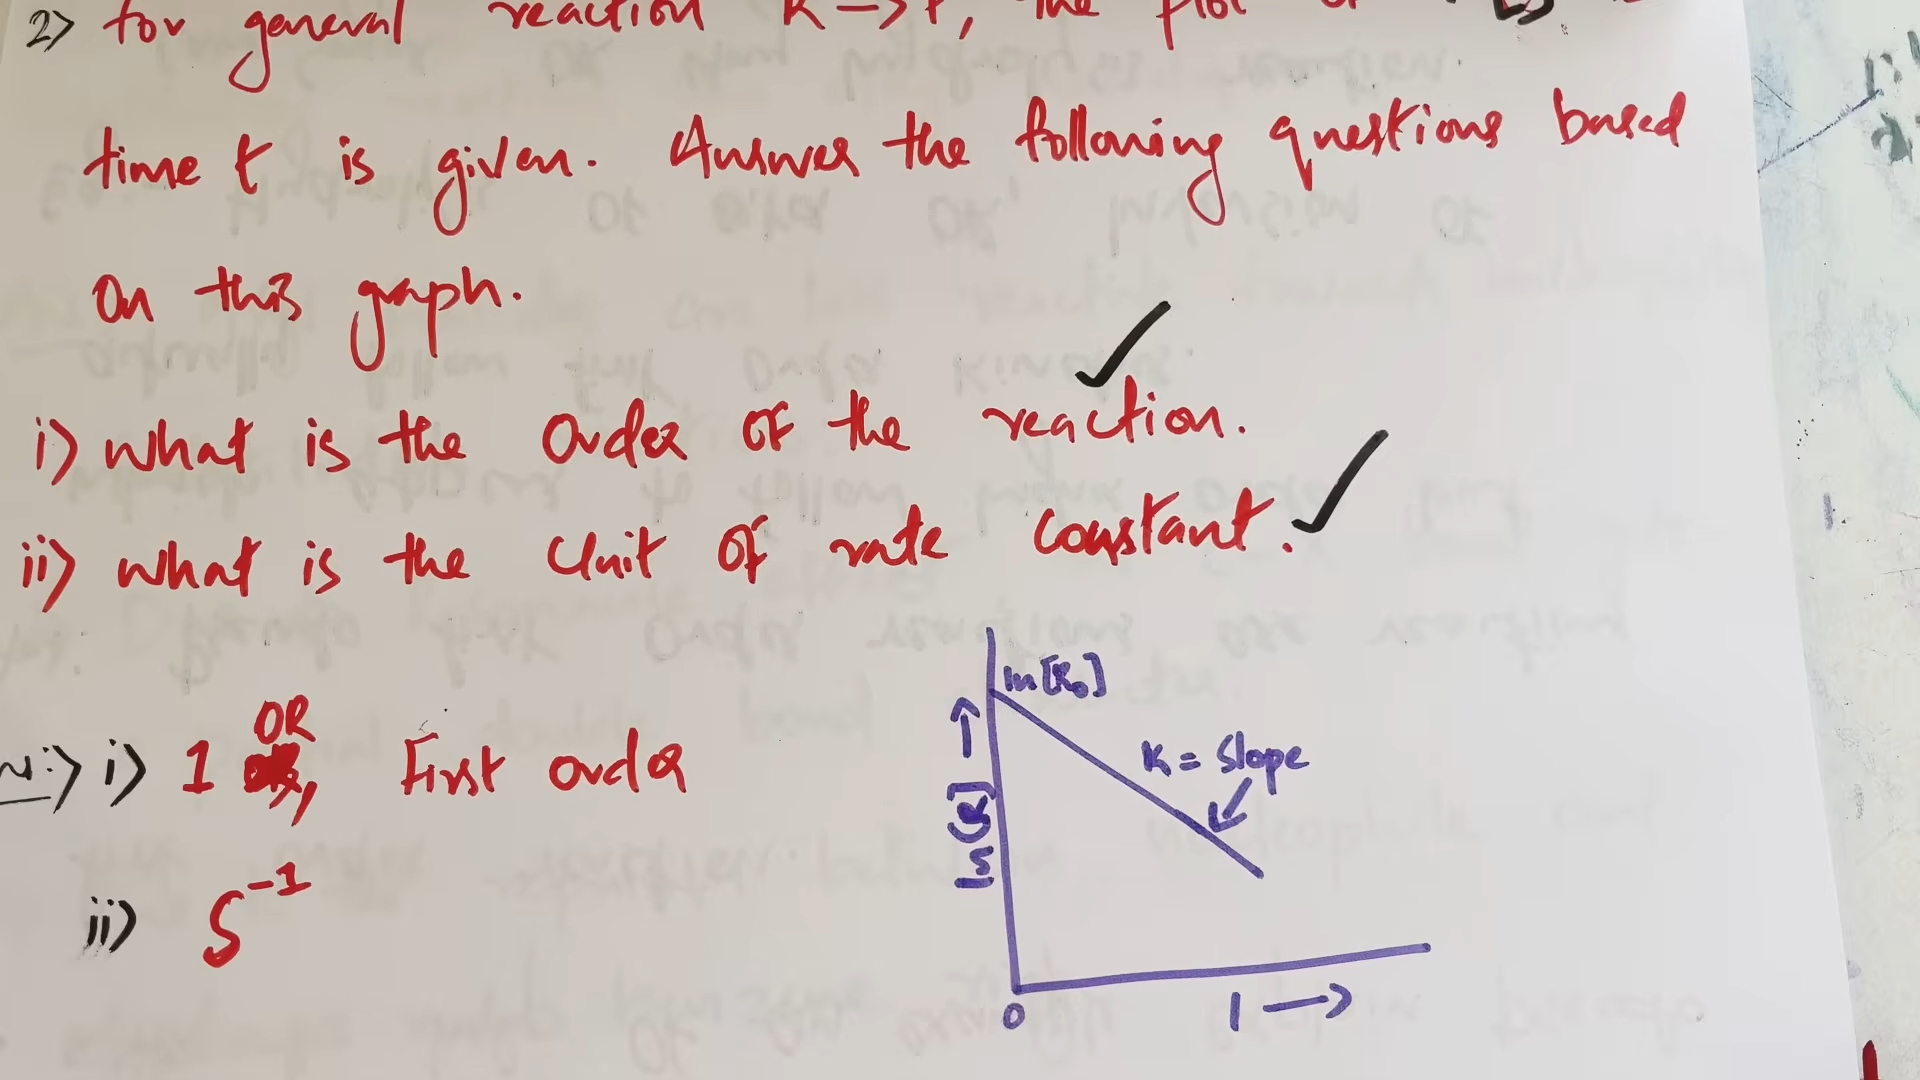 2) for general reaction R→P, the plot of
time t is given. Answer the following questions based
On this graph.
i) What is the Order of the reaction.
ii) What is the Unit of rate constant.
i) 1 OR, First order
ii) S⁻¹
ln[R₀]
K = Slope
ln[R] →
0